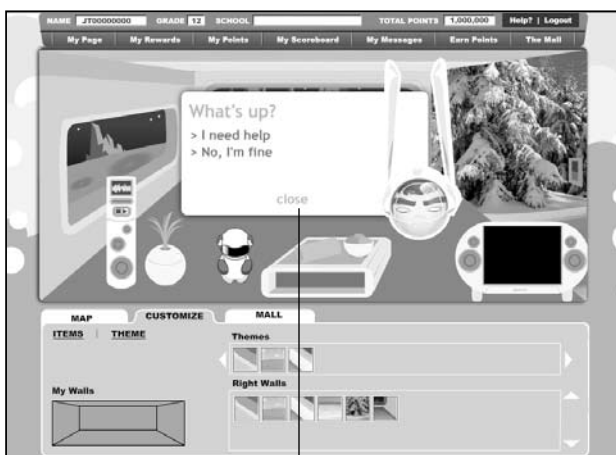 NAME JT00000000 GRADE 12 SCHOOL TOTAL POINTS 1,000,000 Help? | Logout
My Page My Rewards My Points My Scoreboard My Messages Earn Points The Mall
What's up?
> I need help
> No, I'm fine
close
MAP CUSTOMIZE MALL
ITEMS | THEME
Themes
My Walls
Right Walls